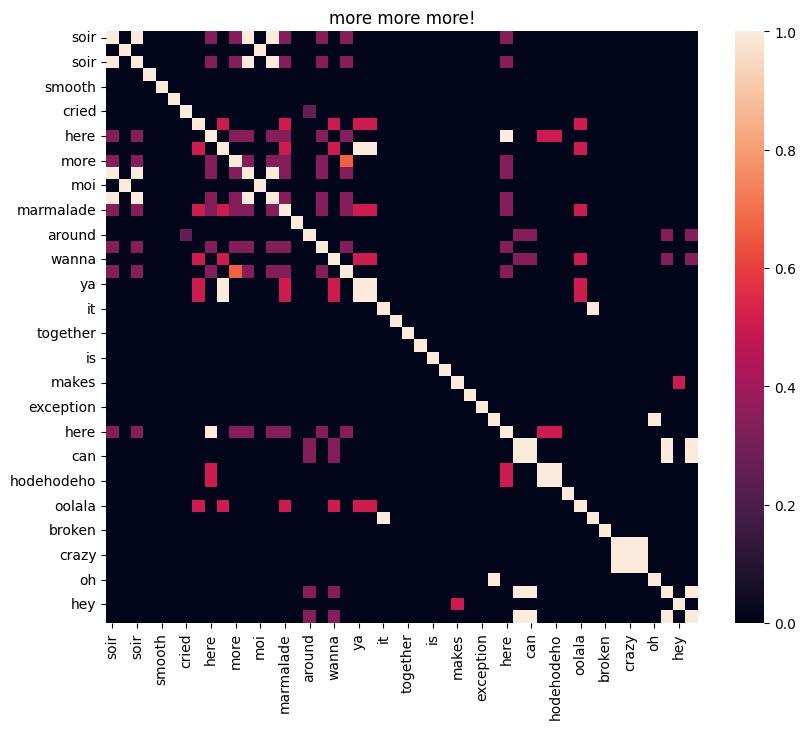 more more more!
soir
soir
smooth
cried
here
more
moi
marmalade
around
wanna
ya
it
together
is
makes
exception
here
can
hodehodeho
oolala
broken
crazy
oh
hey
1.0
0.8
0.6
0.4
0.2
0.0
soir soir smooth cried here more moi marmalade around wanna ya it together is makes exception here can hodehodeho oolala broken crazy oh hey